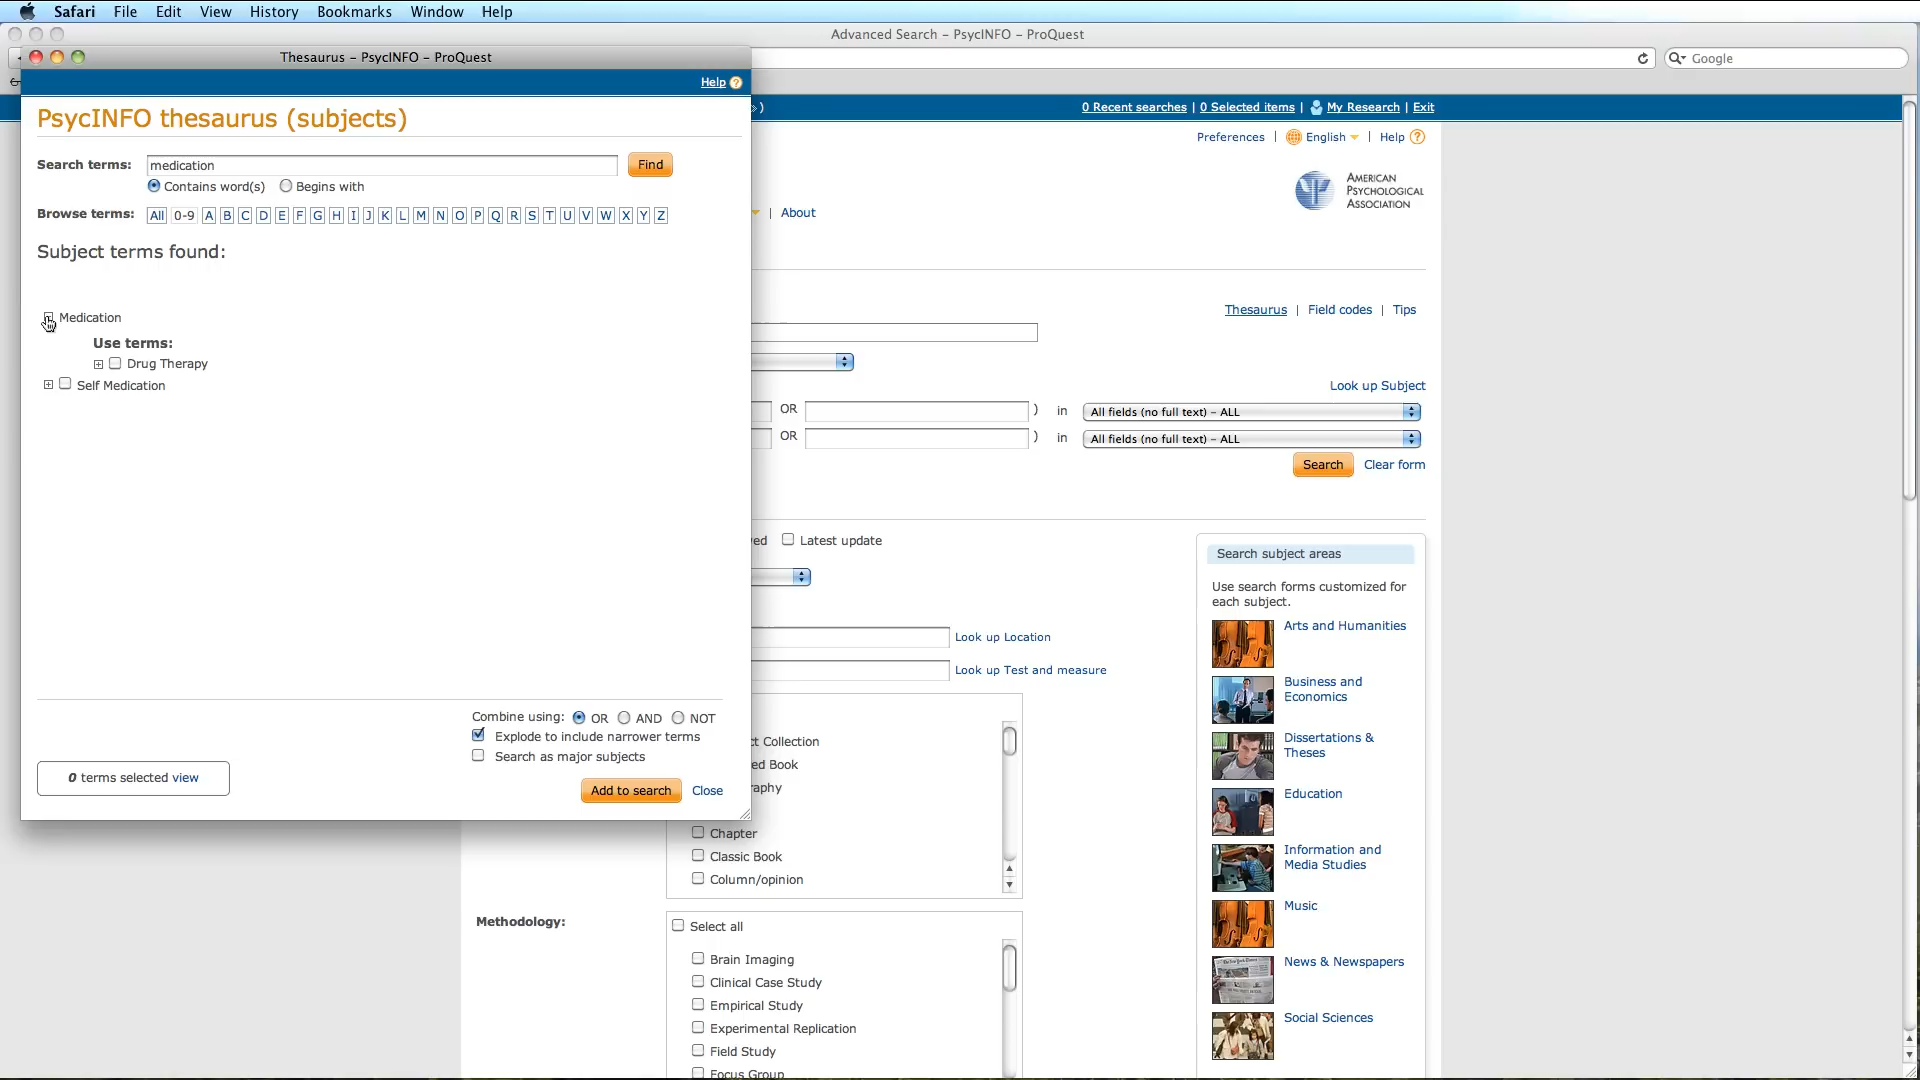 Safari File Edit View History Bookmarks Window Help
Advanced Search – PsycINFO – ProQuest
Google
Thesaurus – PsycINFO – ProQuest
Help
0 Recent searches | 0 Selected items | My Research | Exit
PsycINFO thesaurus (subjects)
Preferences | English | Help
Search terms: medication Find
Contains word(s) Begins with
AMERICAN
PSYCHOLOGICAL
ASSOCIATION
Browse terms: All 0-9 A B C D E F G H I J K L M N O P Q R S T U V W X Y Z
| About
Subject terms found:
Thesaurus | Field codes | Tips
Medication
Use terms:
Drug Therapy
Self Medication
Look up Subject
OR ) in All fields (no full text) – ALL
OR ) in All fields (no full text) – ALL
Search Clear form
ed Latest update
Search subject areas
Use search forms customized for
each subject.
Arts and Humanities
Look up Location
Look up Test and measure
Business and
Economics
Combine using: OR AND NOT
Explode to include narrower terms
Search as major subjects
0 terms selected view
Add to search Close
ct Collection
ed Book
graphy
Chapter
Classic Book
Column/opinion
Dissertations &
Theses
Education
Information and
Media Studies
Music
News & Newspapers
Social Sciences
Methodology:
Select all
Brain Imaging
Clinical Case Study
Empirical Study
Experimental Replication
Field Study
Focus Group